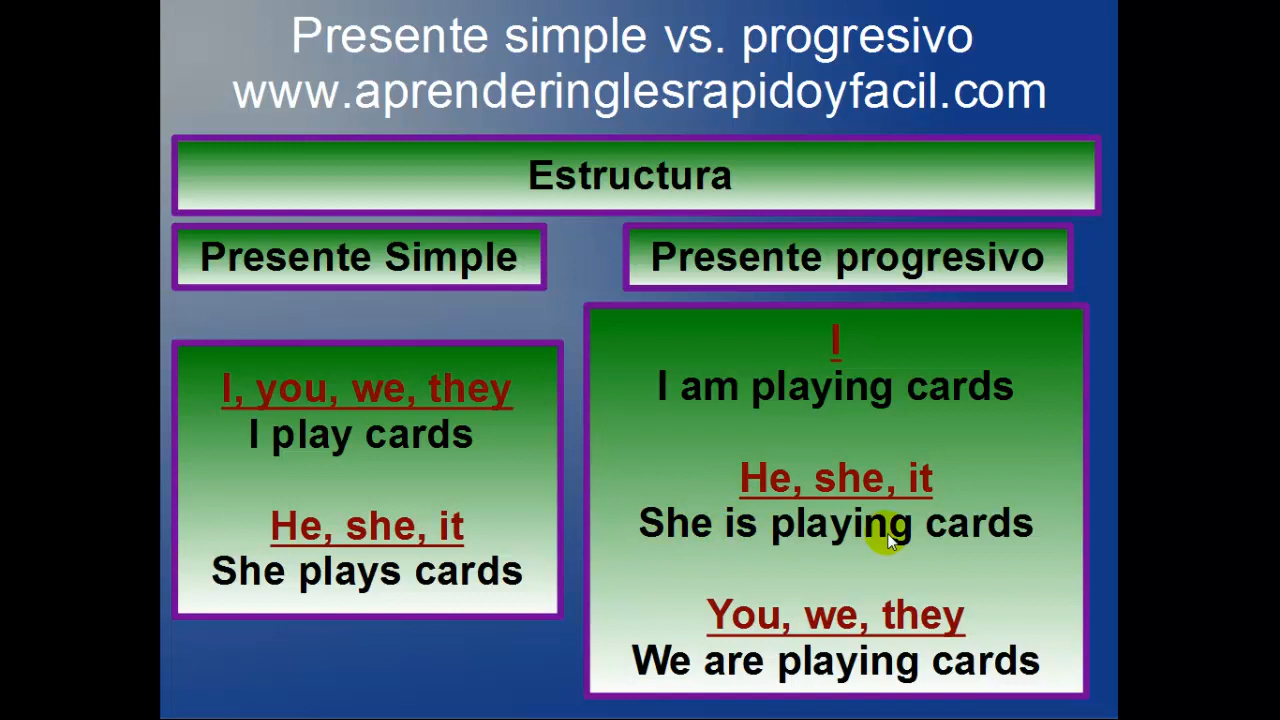 Presente simple vs. progresivo
www.aprenderinglesrapidoyfacil.com
Estructura
Presente Simple
Presente progresivo
I, you, we, they
I play cards
He, she, it
She plays cards
I
I am playing cards
He, she, it
She is playing cards
You, we, they
We are playing cards